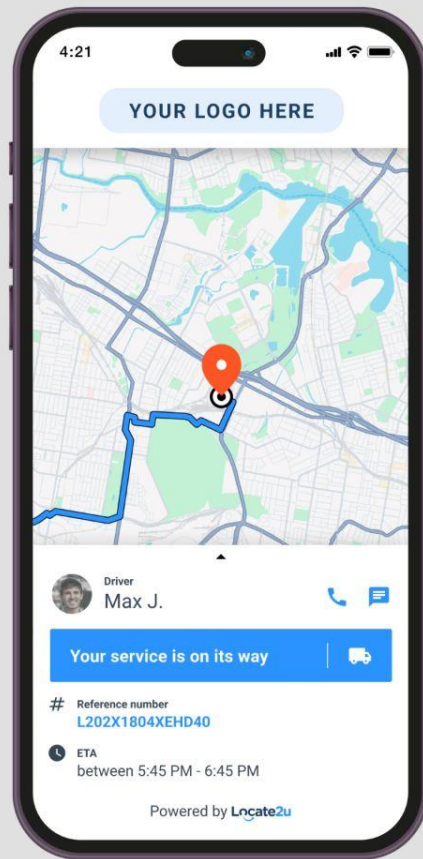 4:21
YOUR LOGO HERE
Driver
Max J.
Your service is on its way
# Reference number
L202X1804XEHD40
ETA
between 5:45 PM - 6:45 PM
Powered by Locate2u